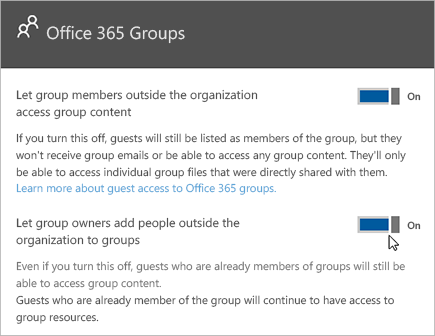 Office 365 Groups
Let group members outside the organization
access group content
On
If you turn this off, guests will still be listed as members of the group, but they
won't receive group emails or be able to access any group content. They'll only
be able to access individual group files that were directly shared with them.
Learn more about guest access to Office 365 groups.
Let group owners add people outside the
organization to groups
On
Even if you turn this off, guests who are already members of groups will still be
able to access group content.
Guests who are already member of the group will continue to have access to
group resources.